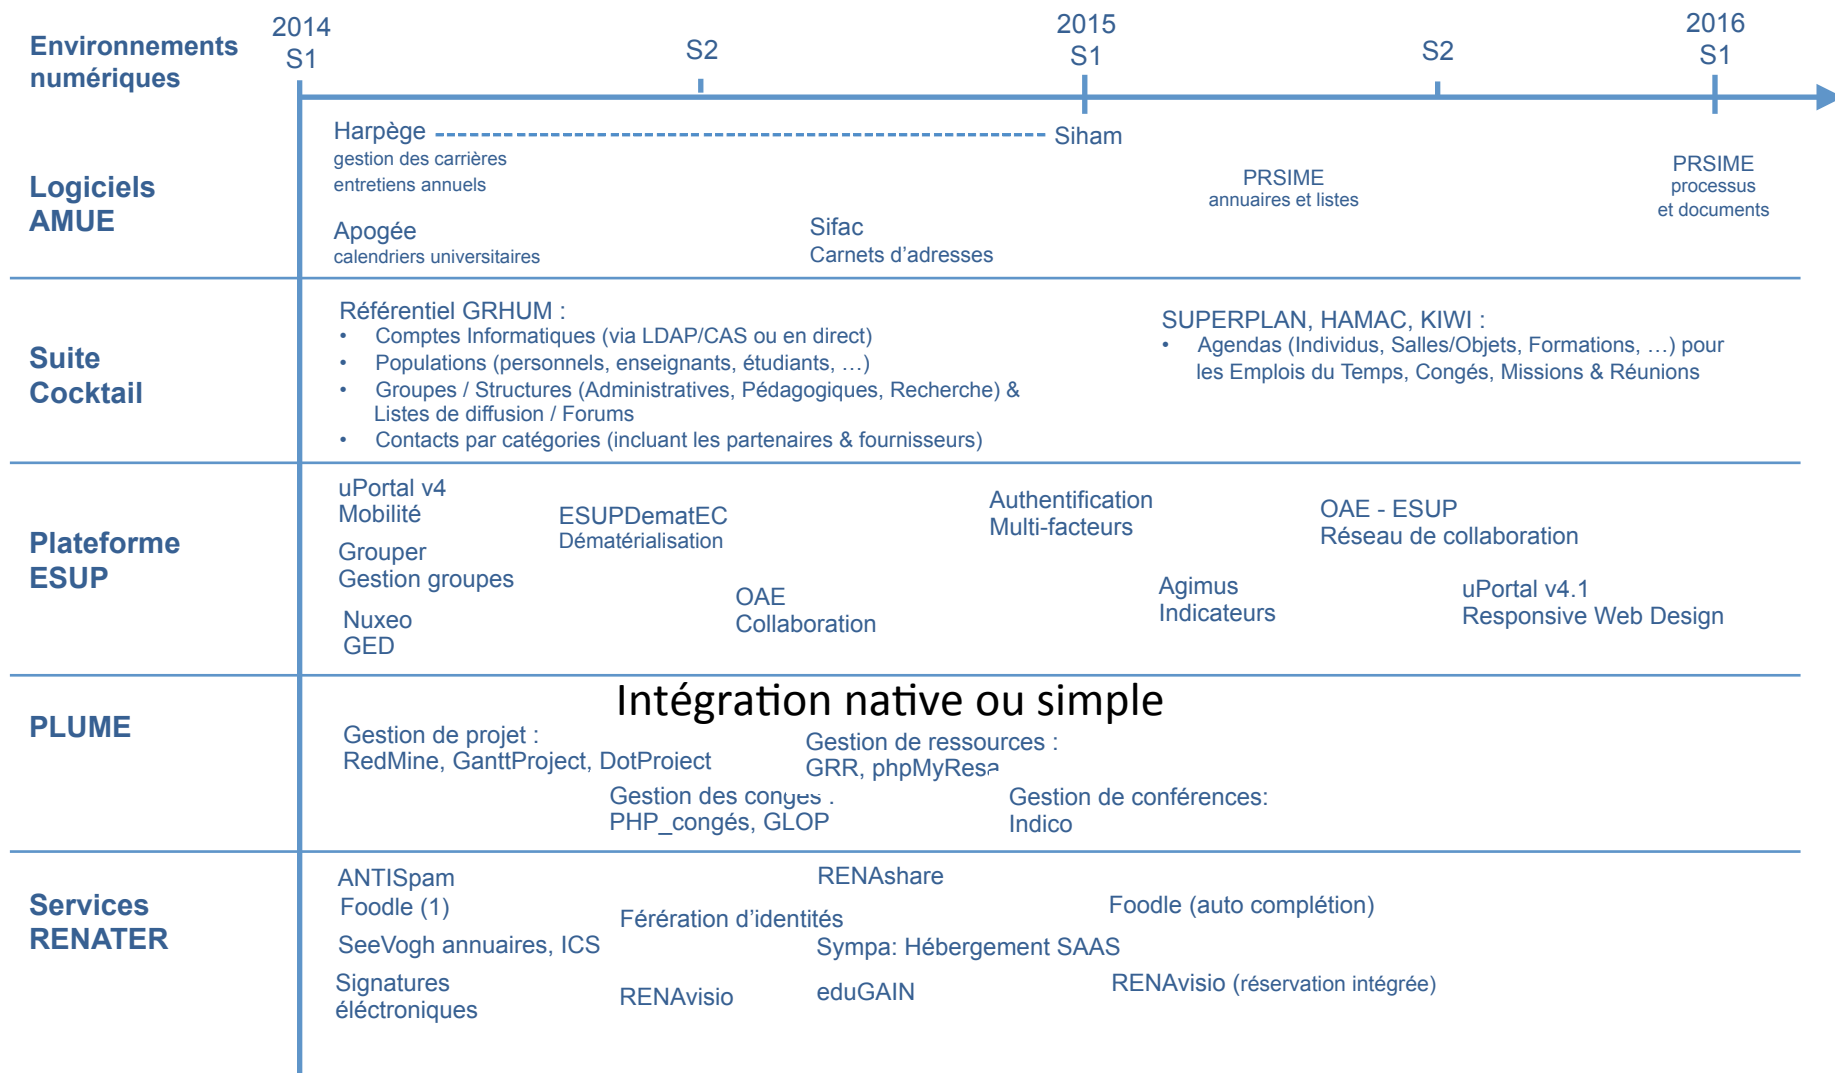 Environnements
numériques
2014
S1
S2
2015
S1
S2
2016
S1
Logiciels
AMUE
Harpège
gestion des carrières
entretiens annuels
Siham
PRSIME
annuaires et listes
PRSIME
processus
et documents
Apogée
calendriers universitaires
Sifac
Carnets d'adresses
Suite
Cocktail
Référentiel GRHUM :
• Comptes Informatiques (via LDAP/CAS ou en direct)
• Populations (personnels, enseignants, étudiants, …)
• Groupes / Structures (Administratives, Pédagogiques, Recherche) &
Listes de diffusion / Forums
• Contacts par catégories (incluant les partenaires & fournisseurs)
SUPERPLAN, HAMAC, KIWI :
• Agendas (Individus, Salles/Objets, Formations, …) pour
les Emplois du Temps, Congés, Missions & Réunions
Plateforme
ESUP
uPortal v4
Mobilité
Grouper
Gestion groupes
Nuxeo
GED
ESUPDematEC
Dématérialisation
OAE
Collaboration
Authentification
Multi-facteurs
Agimus
Indicateurs
OAE - ESUP
Réseau de collaboration
uPortal v4.1
Responsive Web Design
PLUME
Intégration native ou simple
Gestion de projet :
RedMine, GanttProject, DotProject
Gestion de ressources :
GRR, phpMyResa
Gestion des congés :
PHP_congés, GLOP
Gestion de conférences:
Indico
Services
RENATER
ANTISpam
Foodle (1)
SeeVogh annuaires, ICS
Signatures
éléctroniques
Férération d'identités
RENAvisio
RENAshare
Sympa: Hébergement SAAS
eduGAIN
Foodle (auto complétion)
RENAvisio (réservation intégrée)